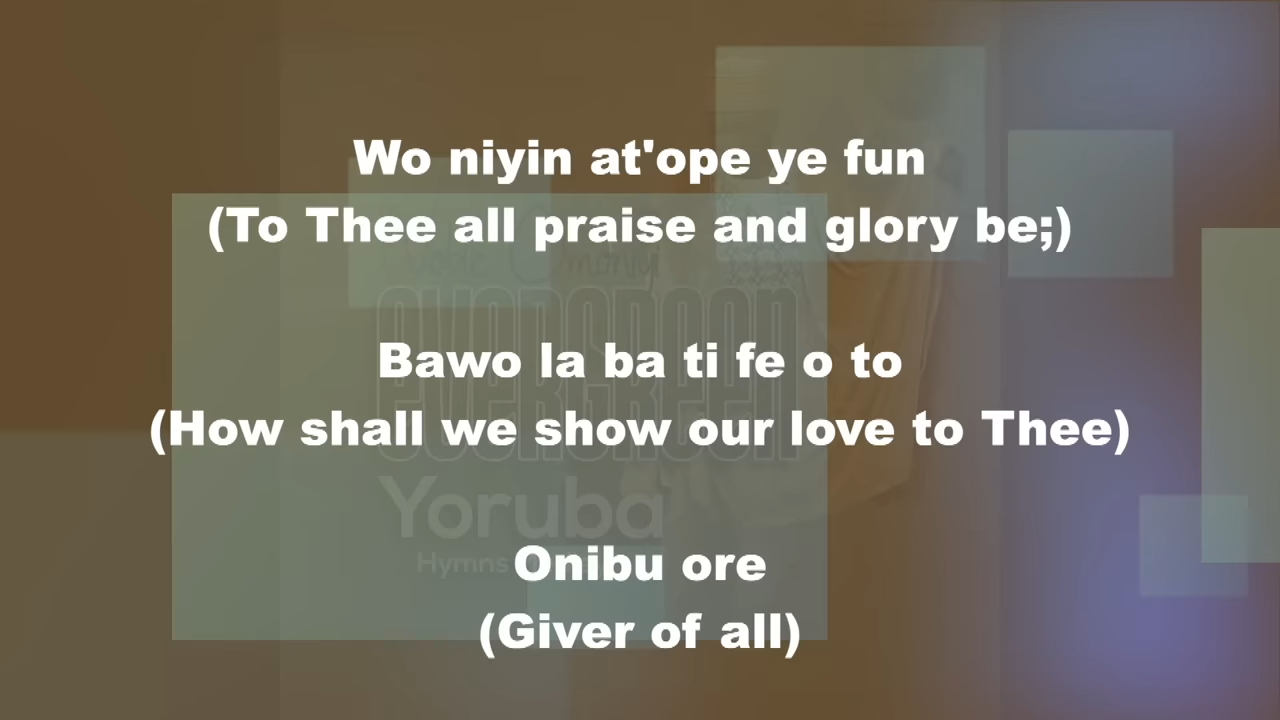 Wo niyin at'ope ye fun
(To Thee all praise and glory be;)
Bawo la ba ti fe o to
(How shall we show our love to Thee)
EVERGREEN
Yoruba
Hymns
Onibu ore
(Giver of all)